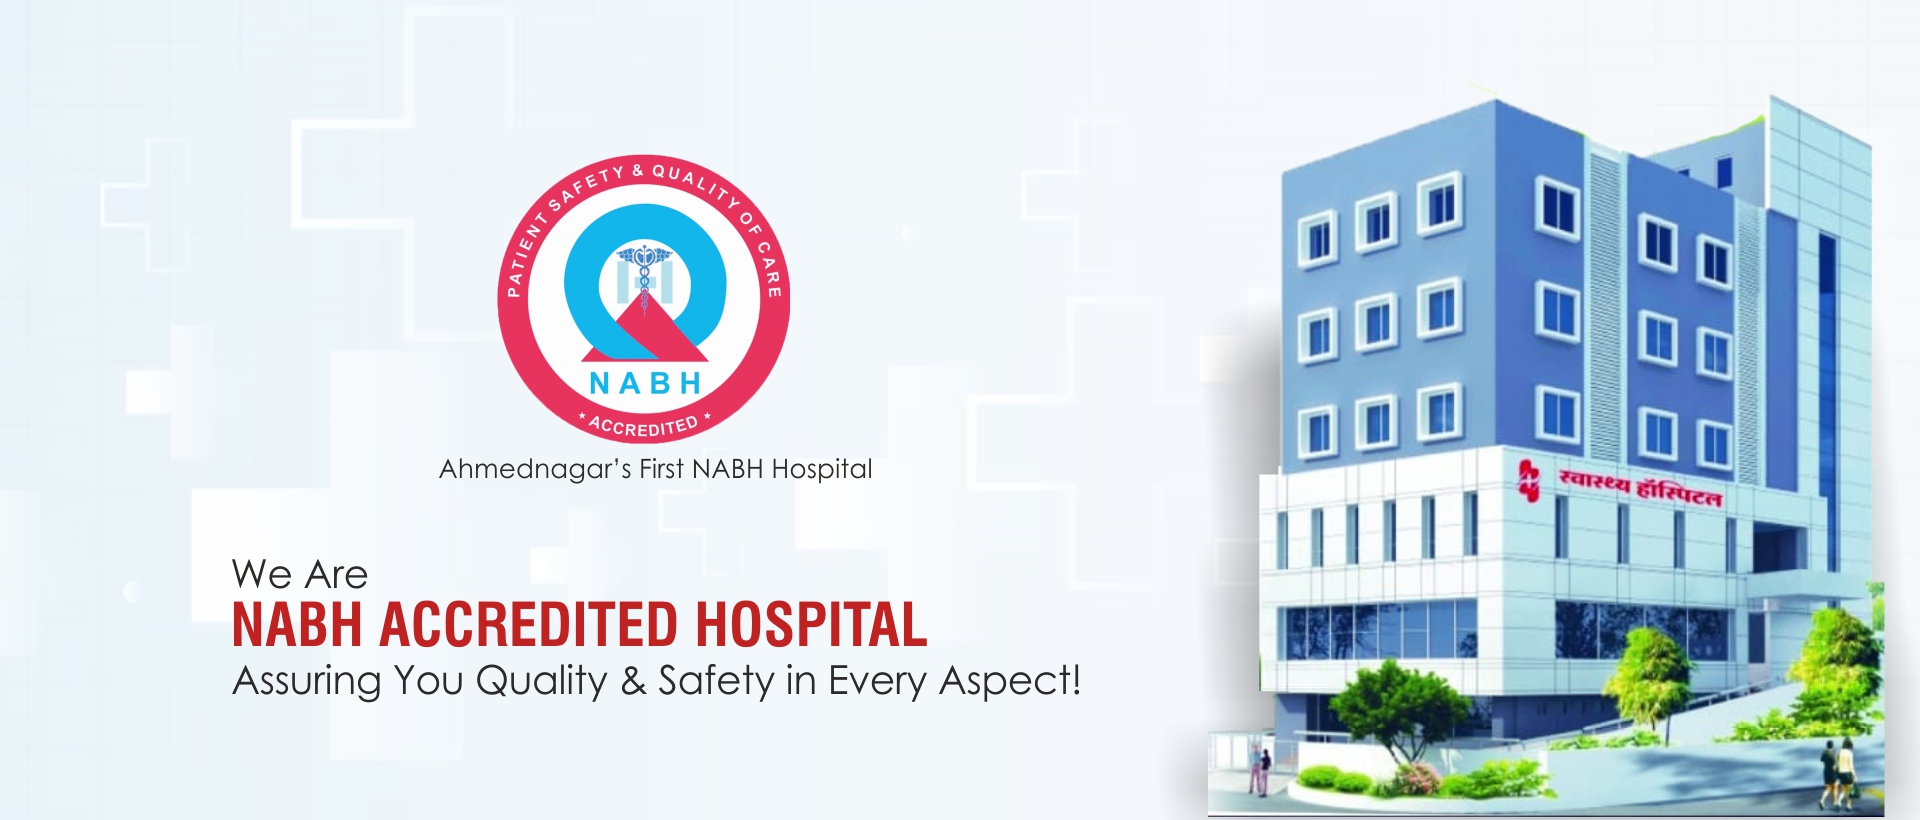 PATIENT SAFETY & QUALITY OF CARE
NABH
★ ACCREDITED ★
Ahmednagar's First NABH Hospital
We Are
NABH ACCREDITED HOSPITAL
Assuring You Quality & Safety in Every Aspect!
स्वास्थ्य हॉस्पिटल